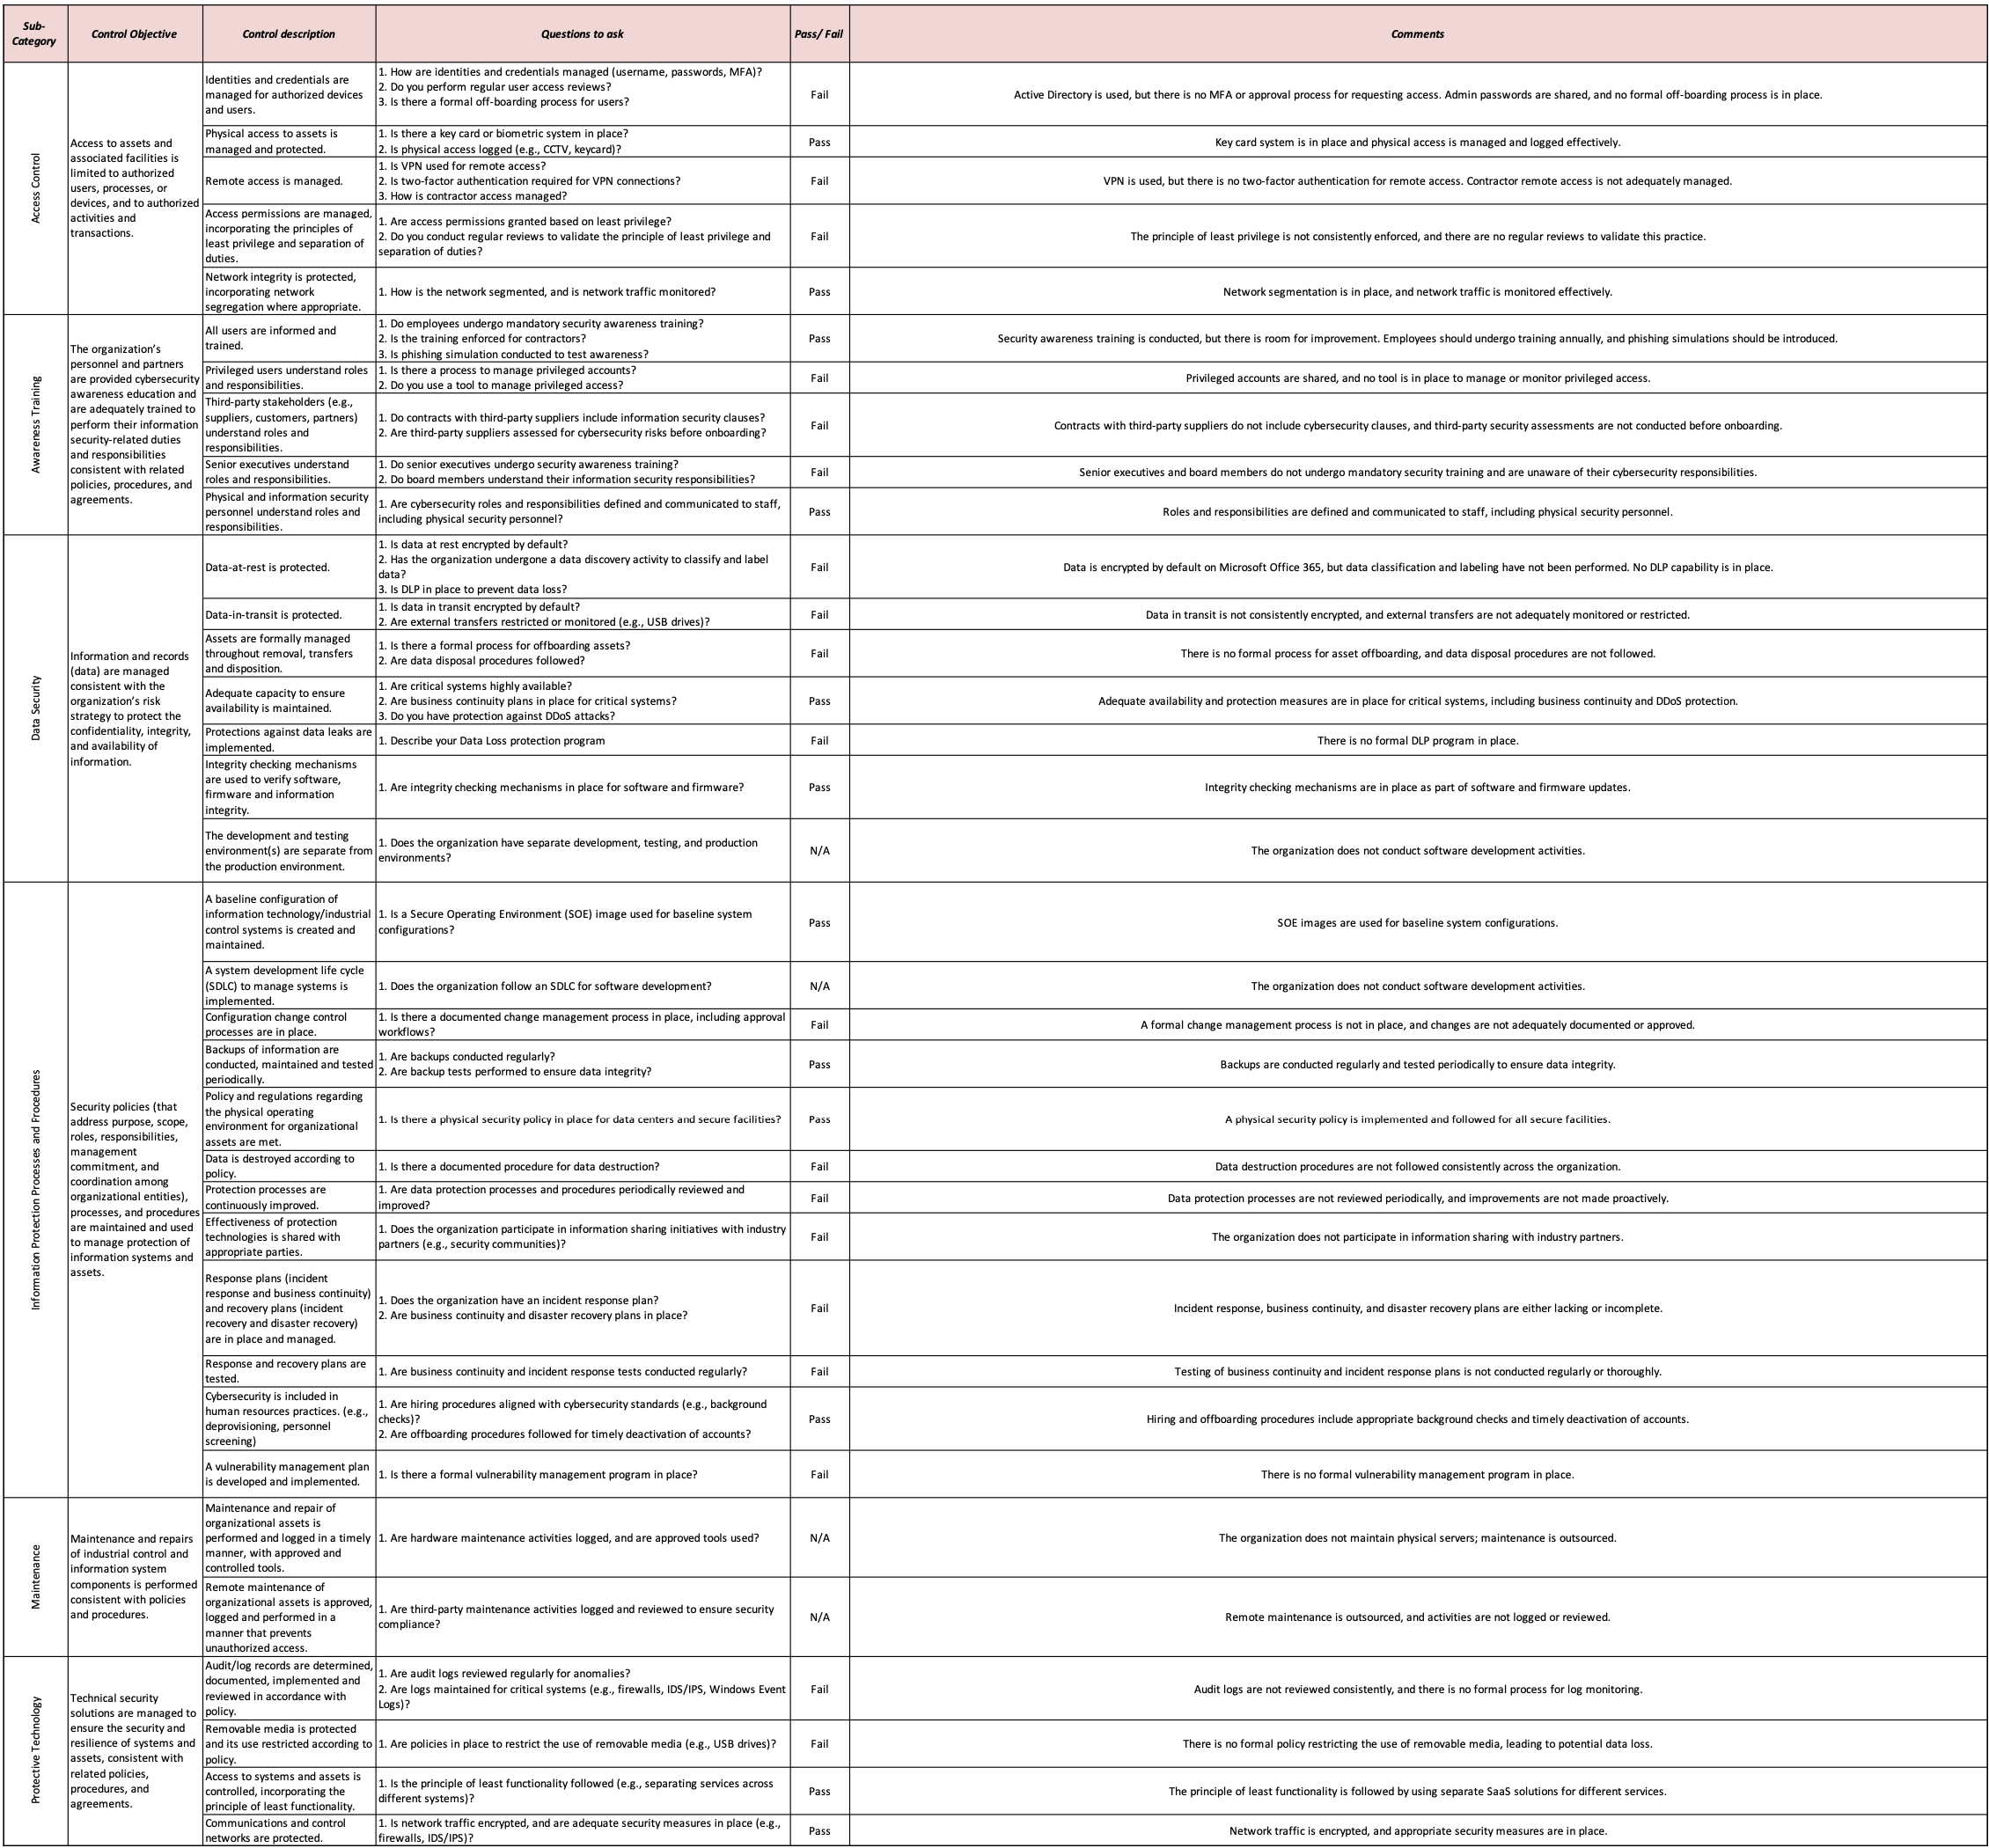 Sub-
Category
Control Objective
Control description
Questions to ask
Pass/ Fail
Comments
Access Control
Access to assets and
associated facilities is
limited to authorized
users, processes, or
devices, and to authorized
activities and
transactions.
Identities and credentials are
managed for authorized devices
and users.
1. How are identities and credentials managed (username, passwords, MFA)?
2. Do you perform regular user access reviews?
3. Is there a formal off-boarding process for users?
Fail
Active Directory is used, but there is no MFA or approval process for requesting access. Admin passwords are shared, and no formal off-boarding process is in place.
Physical access to assets is
managed and protected.
1. Is there a key card or biometric system in place?
2. Is physical access logged (e.g., CCTV, keycard)?
Pass
Key card system is in place and physical access is managed and logged effectively.
Remote access is managed.
1. Is VPN used for remote access?
2. Is two-factor authentication required for VPN connections?
3. How is contractor access managed?
Fail
VPN is used, but there is no two-factor authentication for remote access. Contractor remote access is not adequately managed.
Access permissions are managed,
incorporating the principles of
least privilege and separation of
duties.
1. Are access permissions granted based on least privilege?
2. Do you conduct regular reviews to validate the principle of least privilege and
separation of duties?
Fail
The principle of least privilege is not consistently enforced, and there are no regular reviews to validate this practice.
Network integrity is protected,
incorporating network
segregation where appropriate.
1. How is the network segmented, and is network traffic monitored?
Pass
Network segmentation is in place, and network traffic is monitored effectively.
Awareness Training
The organization's
personnel and partners
are provided cybersecurity
awareness education and
are adequately trained to
perform their information
security-related duties
and responsibilities
consistent with related
policies, procedures, and
agreements.
All users are informed and
trained.
1. Do employees undergo mandatory security awareness training?
2. Is the training enforced for contractors?
3. Is phishing simulation conducted to test awareness?
Pass
Security awareness training is conducted, but there is room for improvement. Employees should undergo training annually, and phishing simulations should be introduced.
Privileged users understand roles
and responsibilities.
1. Is there a process to manage privileged accounts?
2. Do you use a tool to manage privileged access?
Fail
Privileged accounts are shared, and no tool is in place to manage or monitor privileged access.
Third-party stakeholders (e.g.,
suppliers, customers, partners)
understand roles and
responsibilities.
1. Do contracts with third-party suppliers include information security clauses?
2. Are third-party suppliers assessed for cybersecurity risks before onboarding?
Fail
Contracts with third-party suppliers do not include cybersecurity clauses, and third-party security assessments are not conducted before onboarding.
Senior executives understand
roles and responsibilities.
1. Do senior executives undergo security awareness training?
2. Do board members understand their information security responsibilities?
Fail
Senior executives and board members do not undergo mandatory security training and are unaware of their cybersecurity responsibilities.
Physical and information security
personnel understand roles and
responsibilities.
1. Are cybersecurity roles and responsibilities defined and communicated to staff,
including physical security personnel?
Pass
Roles and responsibilities are defined and communicated to staff, including physical security personnel.
Data Security
Information and records
(data) are managed
consistent with the
organization's risk
strategy to protect the
confidentiality, integrity,
and availability of
information.
Data-at-rest is protected.
1. Is data at rest encrypted by default?
2. Has the organization undergone a data discovery activity to classify and label
data?
3. Is DLP in place to prevent data loss?
Fail
Data is encrypted by default on Microsoft Office 365, but data classification and labeling have not been performed. No DLP capability is in place.
Data-in-transit is protected.
1. Is data in transit encrypted by default?
2. Are external transfers restricted or monitored (e.g., USB drives)?
Fail
Data in transit is not consistently encrypted, and external transfers are not adequately monitored or restricted.
Assets are formally managed
throughout removal, transfers
and disposition.
1. Is there a formal process for offboarding assets?
2. Are data disposal procedures followed?
Fail
There is no formal process for asset offboarding, and data disposal procedures are not followed.
Adequate capacity to ensure
availability is maintained.
1. Are critical systems highly available?
2. Are business continuity plans in place for critical systems?
3. Do you have protection against DDoS attacks?
Pass
Adequate availability and protection measures are in place for critical systems, including business continuity and DDoS protection.
Protections against data leaks are
implemented.
1. Describe your Data Loss protection program
Fail
There is no formal DLP program in place.
Integrity checking mechanisms
are used to verify software,
firmware and information
integrity.
1. Are integrity checking mechanisms in place for software and firmware?
Pass
Integrity checking mechanisms are in place as part of software and firmware updates.
The development and testing
environment(s) are separate from
the production environment.
1. Does the organization have separate development, testing, and production
environments?
N/A
The organization does not conduct software development activities.
Information Protection Processes and Procedures
Security policies (that
address purpose, scope,
roles, responsibilities,
management
commitment, and
coordination among
organizational entities),
processes, and procedures
are maintained and used
to manage protection of
information systems and
assets.
A baseline configuration of
information technology/industrial
control systems is created and
maintained.
1. Is a Secure Operating Environment (SOE) image used for baseline system
configurations?
Pass
SOE images are used for baseline system configurations.
A system development life cycle
(SDLC) to manage systems is
implemented.
1. Does the organization follow an SDLC for software development?
N/A
The organization does not conduct software development activities.
Configuration change control
processes are in place.
1. Is there a documented change management process in place, including approval
workflows?
Fail
A formal change management process is not in place, and changes are not adequately documented or approved.
Backups of information are
conducted, maintained and tested
periodically.
1. Are backups conducted regularly?
2. Are backup tests performed to ensure data integrity?
Pass
Backups are conducted regularly and tested periodically to ensure data integrity.
Policy and regulations regarding
the physical operating
environment for organizational
assets are met.
1. Is there a physical security policy in place for data centers and secure facilities?
Pass
A physical security policy is implemented and followed for all secure facilities.
Data is destroyed according to
policy.
1. Is there a documented procedure for data destruction?
Fail
Data destruction procedures are not followed consistently across the organization.
Protection processes are
continuously improved.
1. Are data protection processes and procedures periodically reviewed and
improved?
Fail
Data protection processes are not reviewed periodically, and improvements are not made proactively.
Effectiveness of protection
technologies is shared with
appropriate parties.
1. Does the organization participate in information sharing initiatives with industry
partners (e.g., security communities)?
Fail
The organization does not participate in information sharing with industry partners.
Response plans (incident
response and business continuity)
and recovery plans (incident
recovery and disaster recovery)
are in place and managed.
1. Does the organization have an incident response plan?
2. Are business continuity and disaster recovery plans in place?
Fail
Incident response, business continuity, and disaster recovery plans are either lacking or incomplete.
Response and recovery plans are
tested.
1. Are business continuity and incident response tests conducted regularly?
Fail
Testing of business continuity and incident response plans is not conducted regularly or thoroughly.
Cybersecurity is included in
human resources practices. (e.g.,
deprovisioning, personnel
screening)
1. Are hiring procedures aligned with cybersecurity standards (e.g., background
checks)?
2. Are offboarding procedures followed for timely deactivation of accounts?
Pass
Hiring and offboarding procedures include appropriate background checks and timely deactivation of accounts.
A vulnerability management plan
is developed and implemented.
1. Is there a formal vulnerability management program in place?
Fail
There is no formal vulnerability management program in place.
Maintenance
Maintenance and repairs
of industrial control and
information system
components is performed
consistent with policies
and procedures.
Maintenance and repair of
organizational assets is
performed and logged in a timely
manner, with approved and
controlled tools.
1. Are hardware maintenance activities logged, and are approved tools used?
N/A
The organization does not maintain physical servers; maintenance is outsourced.
Remote maintenance of
organizational assets is approved,
logged and performed in a
manner that prevents
unauthorized access.
1. Are third-party maintenance activities logged and reviewed to ensure security
compliance?
N/A
Remote maintenance is outsourced, and activities are not logged or reviewed.
Protective Technology
Technical security
solutions are managed to
ensure the security and
resilience of systems and
assets, consistent with
related policies,
procedures, and
agreements.
Audit/log records are determined,
documented, implemented and
reviewed in accordance with
policy.
1. Are audit logs reviewed regularly for anomalies?
2. Are logs maintained for critical systems (e.g., firewalls, IDS/IPS, Windows Event
Logs)?
Fail
Audit logs are not reviewed consistently, and there is no formal process for log monitoring.
Removable media is protected
and its use restricted according to
policy.
1. Are policies in place to restrict the use of removable media (e.g., USB drives)?
Fail
There is no formal policy restricting the use of removable media, leading to potential data loss.
Access to systems and assets is
controlled, incorporating the
principle of least functionality.
1. Is the principle of least functionality followed (e.g., separating services across
different systems)?
Pass
The principle of least functionality is followed by using separate SaaS solutions for different services.
Communications and control
networks are protected.
1. Is network traffic encrypted, and are adequate security measures in place (e.g.,
firewalls, IDS/IPS)?
Pass
Network traffic is encrypted, and appropriate security measures are in place.